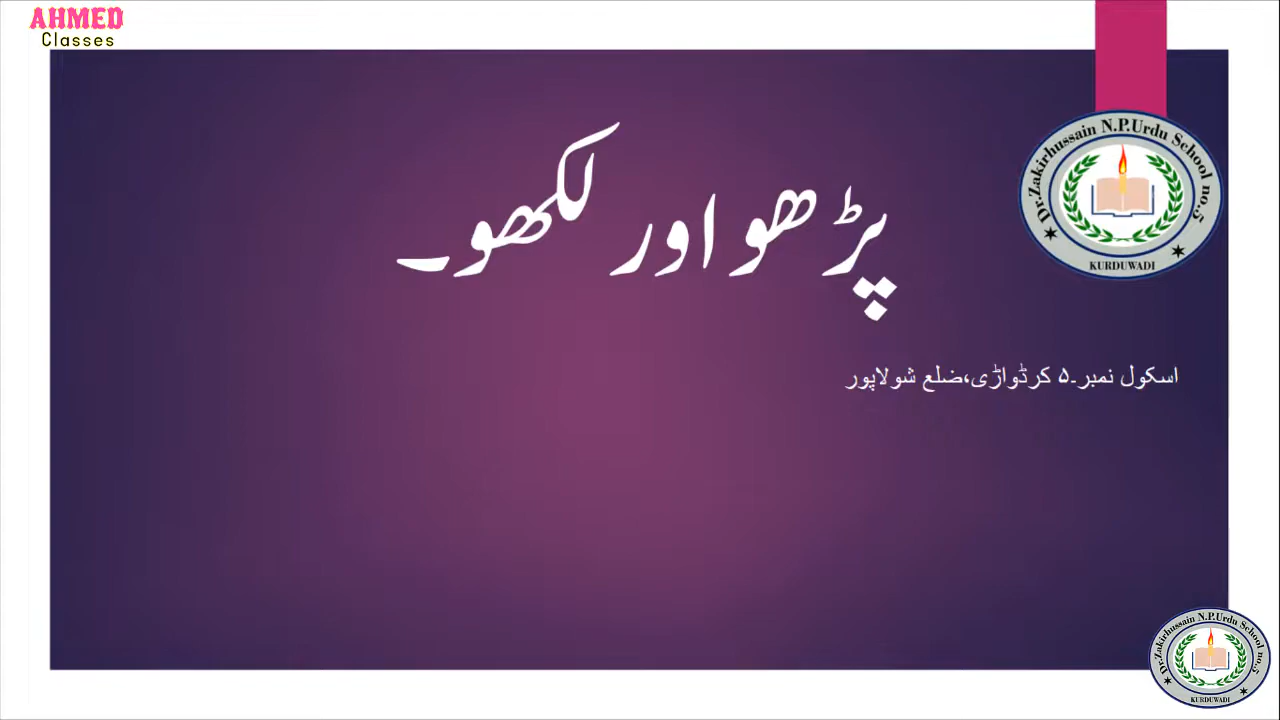 AHMED
Classes
پڑھو اور لکھو۔
Dr.Zakirhussain N.P.Urdu School no.5
KURDUWADI
اسکول نمبر۔۵ کرڈواڑی،ضلع شولاپور
Dr.Zakirhussain N.P.Urdu School no.5
KURDUWADI